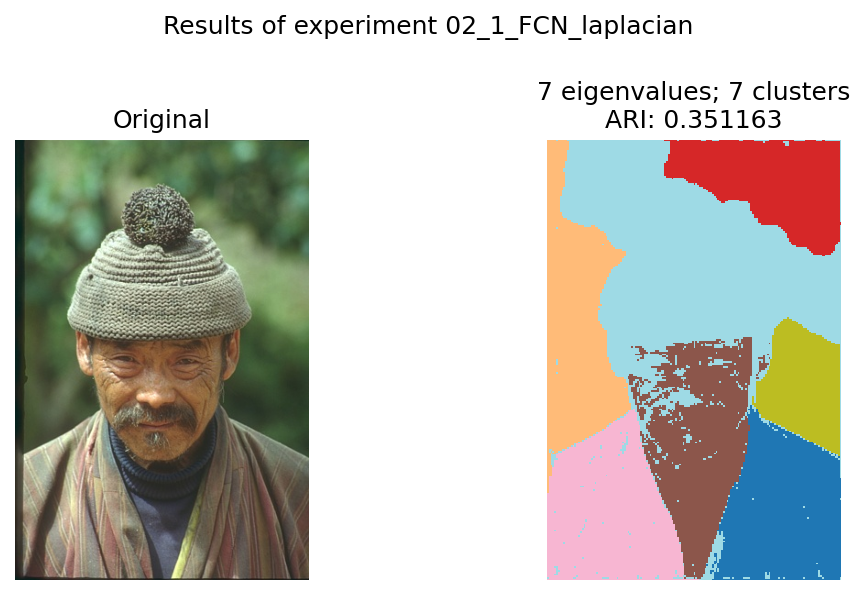 Results of experiment 02_1_FCN_laplacian
Original
7 eigenvalues; 7 clusters
ARI: 0.351163